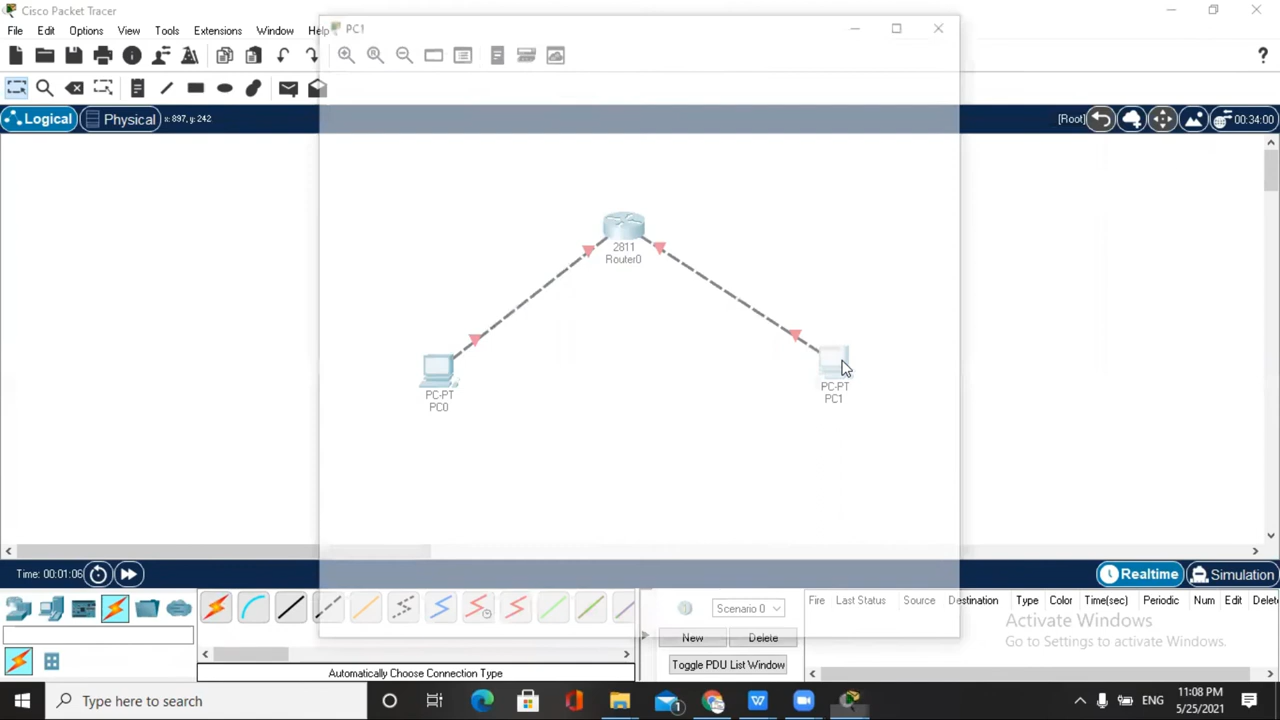 Cisco Packet Tracer
File Edit Options View Tools Extensions Window Help
PC1
Logical
Physical
x: 897, y: 242
[Root]
00:34:00
2811
Router0
PC-PT
PC0
PC-PT
PC1
Time: 00:01:06
Realtime
Simulation
Scenario 0
Fire Last Status Source Destination Type Color Time(sec) Periodic Num Edit Delete
New
Delete
Toggle PDU List Window
Automatically Choose Connection Type
Activate Windows
Go to Settings to activate Windows.
Type here to search
1
ENG
11:08 PM
5/25/2021